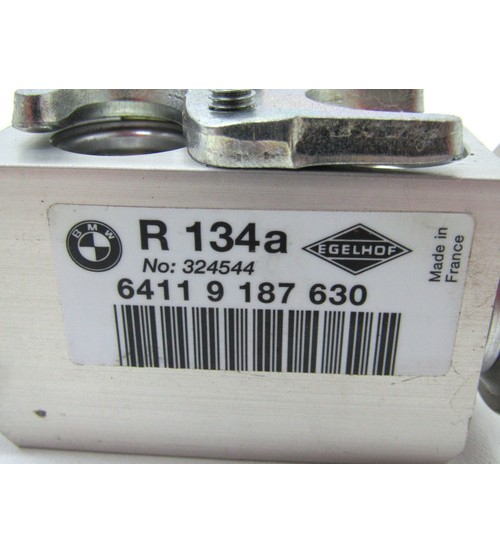 BMW
R 134a
EGELHOF
No: 324544
6411 9 187 630
Made in
France